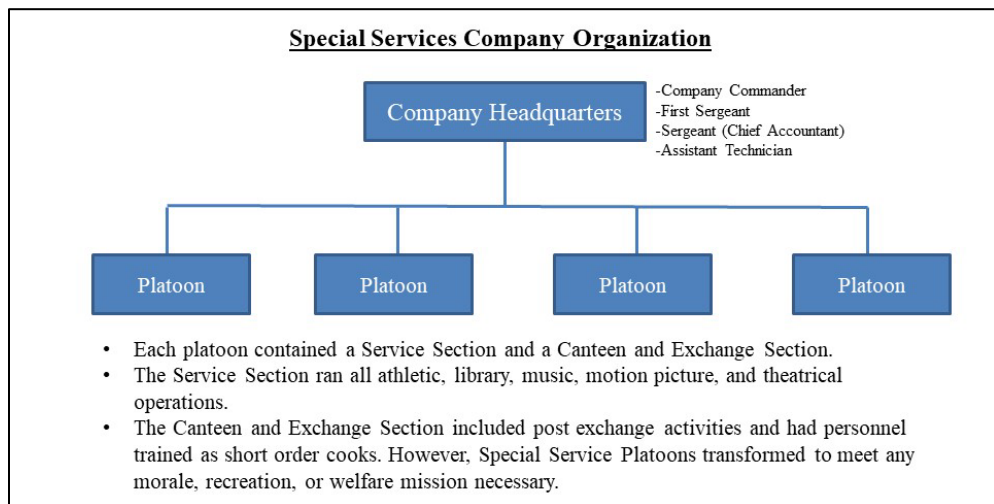 Special Services Company Organization
Company Headquarters
-Company Commander
-First Sergeant
-Sergeant (Chief Accountant)
-Assistant Technician
Platoon
Platoon
Platoon
Platoon
• Each platoon contained a Service Section and a Canteen and Exchange Section.
• The Service Section ran all athletic, library, music, motion picture, and theatrical
operations.
• The Canteen and Exchange Section included post exchange activities and had personnel
trained as short order cooks. However, Special Service Platoons transformed to meet any
morale, recreation, or welfare mission necessary.